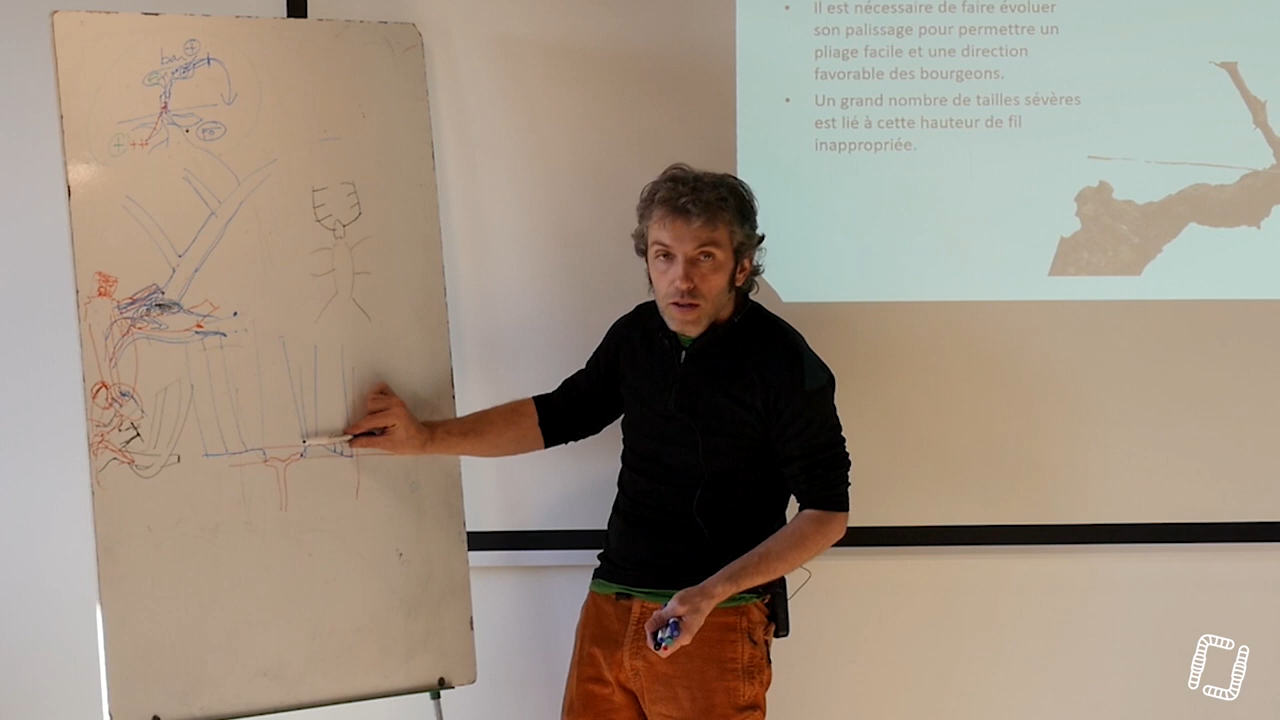 • Il est nécessaire de faire évoluer
son palissage pour permettre un
pliage facile et une direction
favorable des bourgeons.
• Un grand nombre de tailles sévères
est lié à cette hauteur de fil
inappropriée.